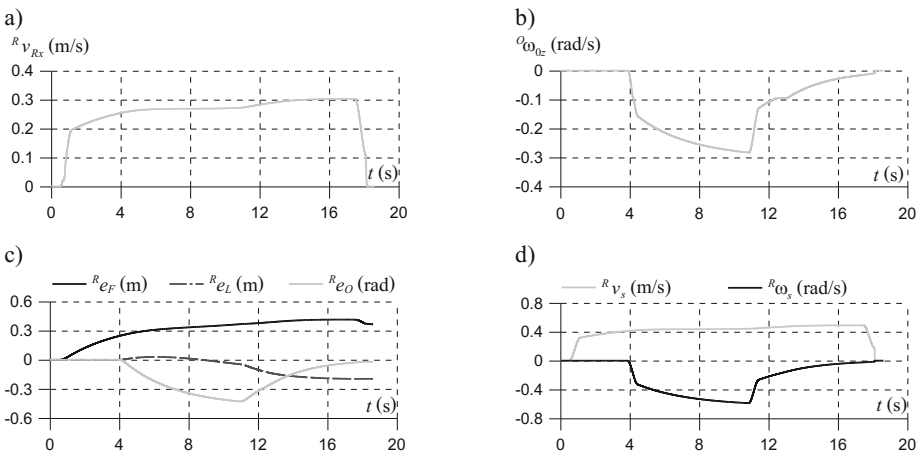 a)
ᴿv_Rx (m/s)
0.4
0.3
0.2
0.1
0
0 4 8 12 16 20
t (s)
b)
ᴼω_0z (rad/s)
0
-0.1
-0.2
-0.3
-0.4
0 4 8 12 16 20
t (s)
c)
ᴿe_F (m) ᴿe_L (m) ᴿe_O (rad)
0.6
0.3
0
-0.3
-0.6
0 4 8 12 16 20
t (s)
d)
ᴿv_s (m/s) ᴿω_s (rad/s)
0.8
0.4
0
-0.4
-0.8
0 4 8 12 16 20
t (s)